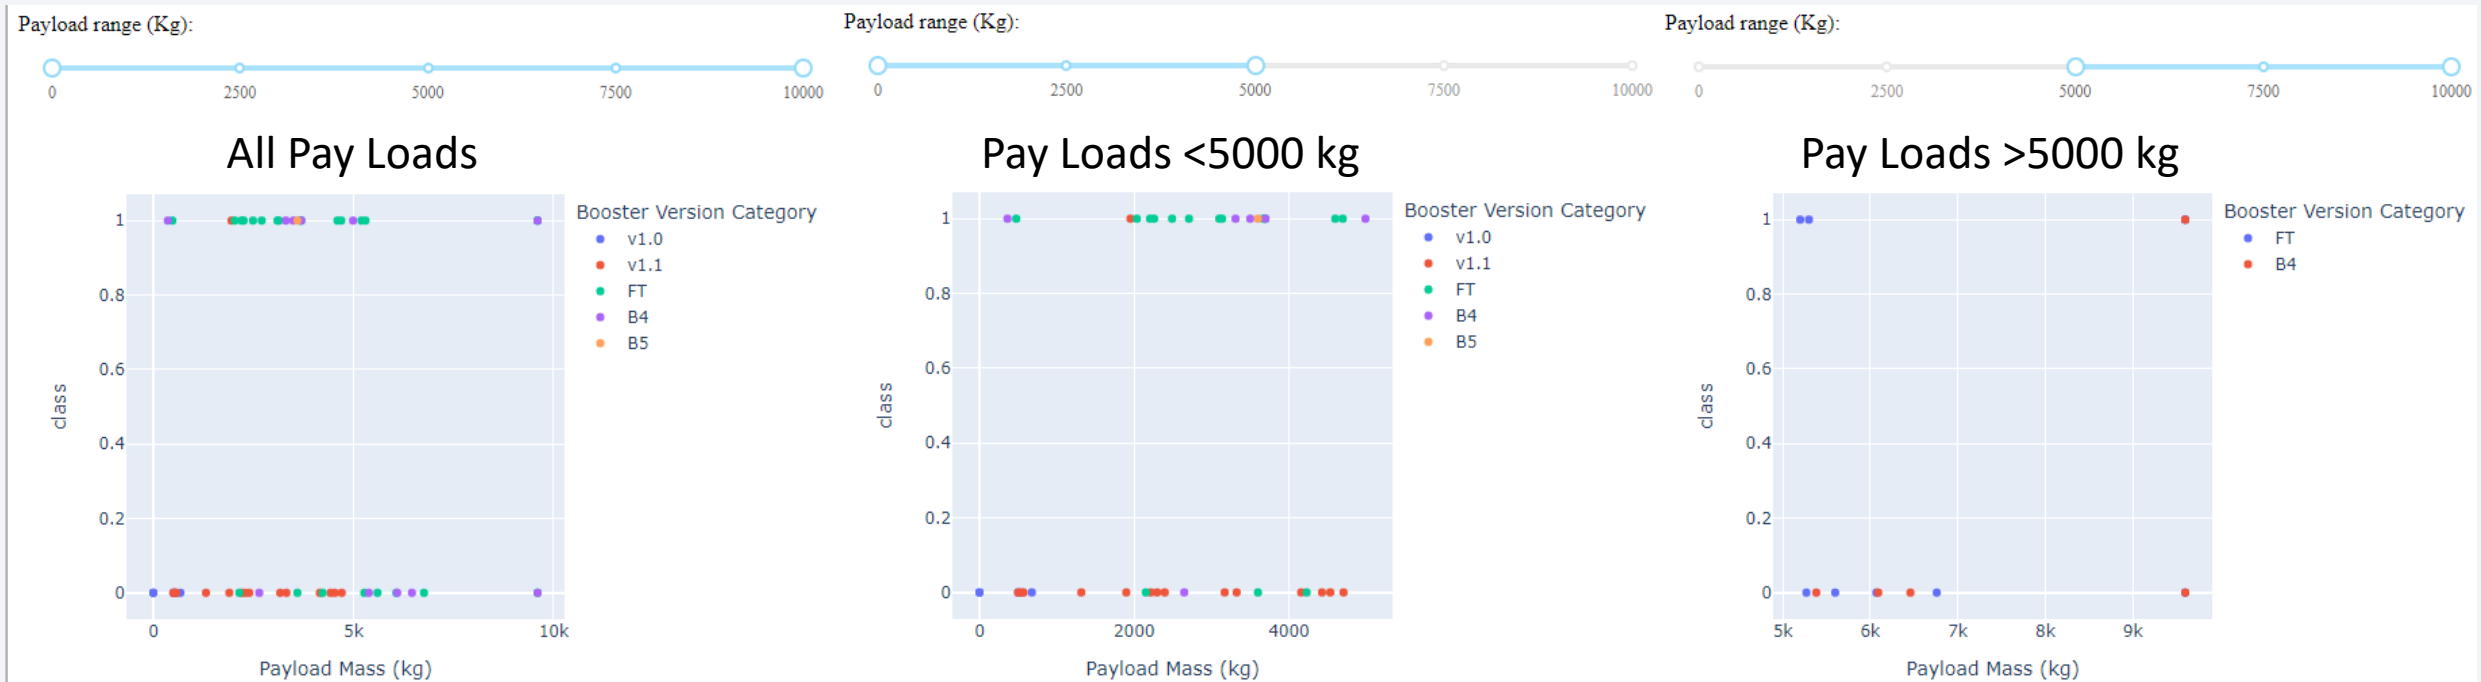 Payload range (Kg):
0 2500 5000 7500 10000
All Pay Loads
Booster Version Category
v1.0
v1.1
FT
B4
B5
1
0.8
0.6
0.4
0.2
0
class
0 5k 10k
Payload Mass (kg)
Payload range (Kg):
0 2500 5000 7500 10000
Pay Loads <5000 kg
Booster Version Category
v1.0
v1.1
FT
B4
B5
1
0.8
0.6
0.4
0.2
0
class
0 2000 4000
Payload Mass (kg)
Payload range (Kg):
0 2500 5000 7500 10000
Pay Loads >5000 kg
Booster Version Category
FT
B4
1
0.8
0.6
0.4
0.2
0
class
5k 6k 7k 8k 9k
Payload Mass (kg)